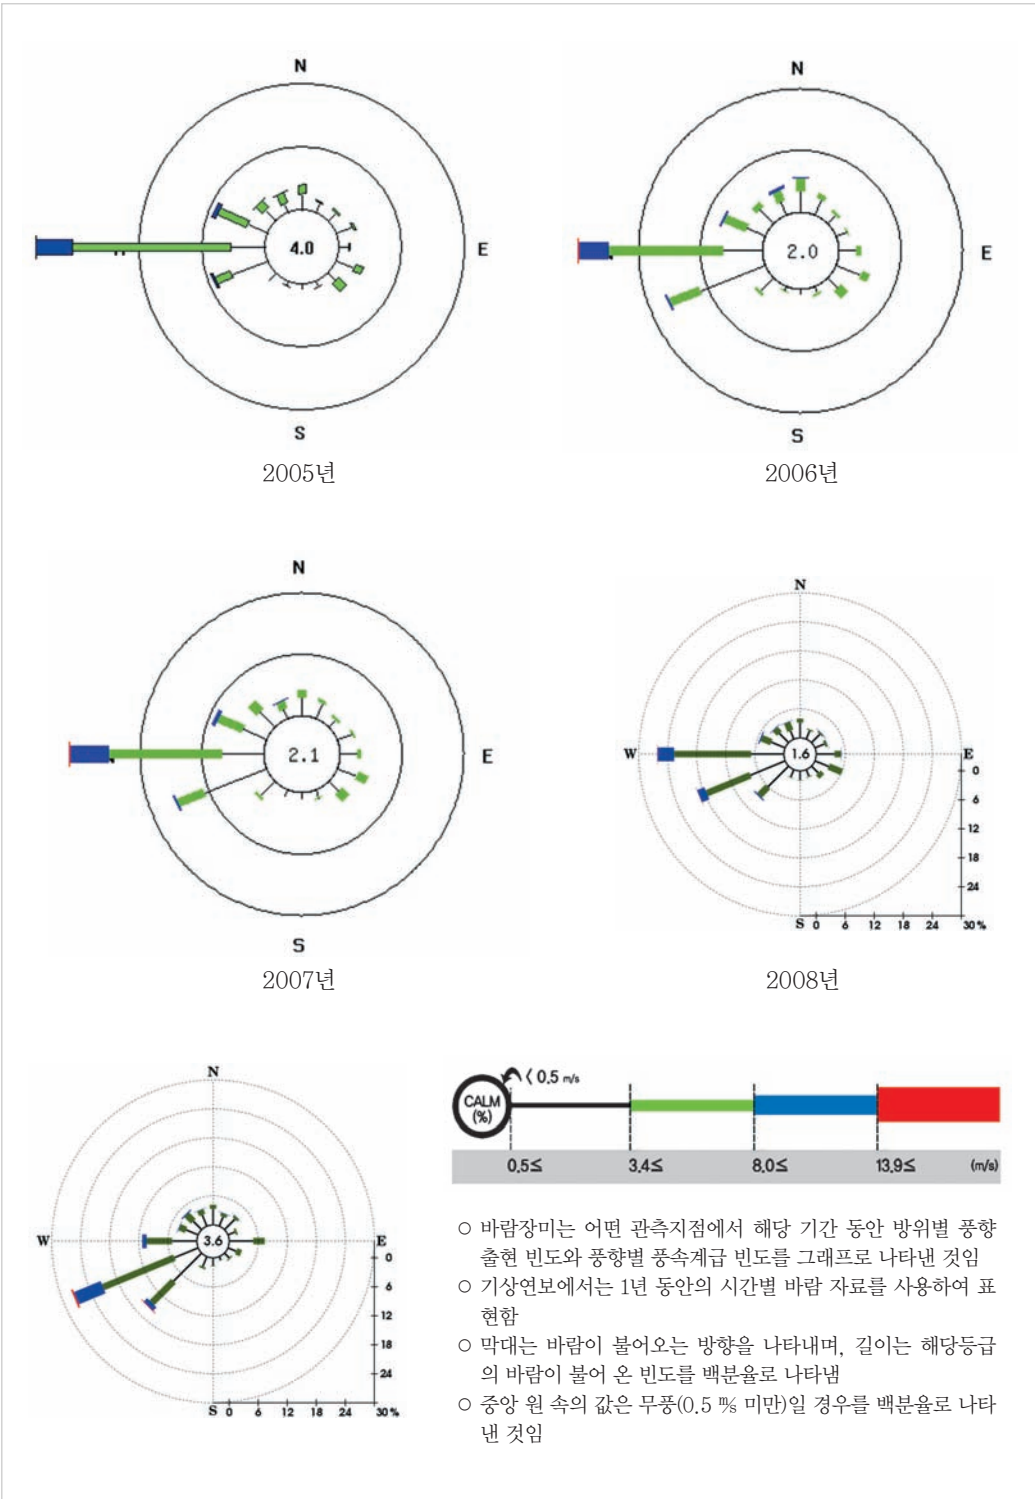 N
4.0
E
S
2005년
N
2.0
E
S
2006년
N
2.1
E
S
2007년
N
W
1.6
E
0
6
12
18
24
S 0 6 12 18 24 30%
2008년
N
W
3.6
E
0
6
12
18
24
S 0 6 12 18 24 30%
< 0.5 m/s
CALM
(%)
0.5≤ 3.4≤ 8.0≤ 13.9≤ (m/s)
○ 바람장미는 어떤 관측지점에서 해당 기간 동안 방위별 풍향
출현 빈도와 풍향별 풍속계급 빈도를 그래프로 나타낸 것임
○ 기상연보에서는 1년 동안의 시간별 바람 자료를 사용하여 표
현함
○ 막대는 바람이 불어오는 방향을 나타내며, 길이는 해당등급
의 바람이 불어 온 빈도를 백분율로 나타냄
○ 중앙 원 속의 값은 무풍(0.5 ㎧ 미만)일 경우를 백분율로 나타
낸 것임